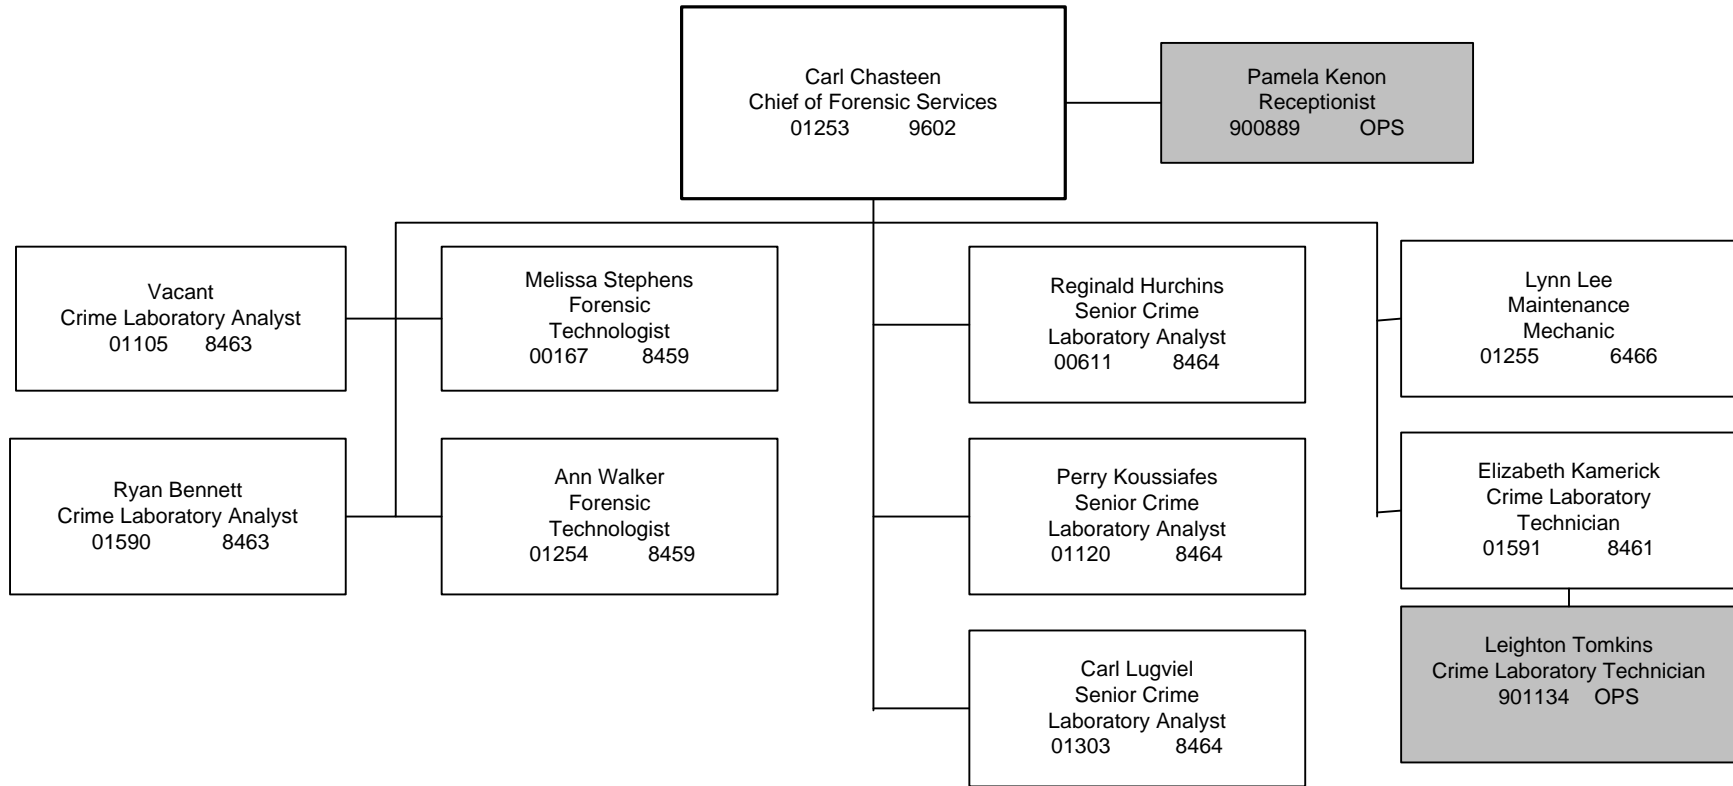 Carl Chasteen
Chief of Forensic Services
01253 9602
Pamela Kenon
Receptionist
900889 OPS
Vacant
Crime Laboratory Analyst
01105 8463
Melissa Stephens
Forensic
Technologist
00167 8459
Reginald Hurchins
Senior Crime
Laboratory Analyst
00611 8464
Lynn Lee
Maintenance
Mechanic
01255 6466
Ryan Bennett
Crime Laboratory Analyst
01590 8463
Ann Walker
Forensic
Technologist
01254 8459
Perry Koussiafes
Senior Crime
Laboratory Analyst
01120 8464
Elizabeth Kamerick
Crime Laboratory
Technician
01591 8461
Carl Lugviel
Senior Crime
Laboratory Analyst
01303 8464
Leighton Tomkins
Crime Laboratory Technician
901134 OPS